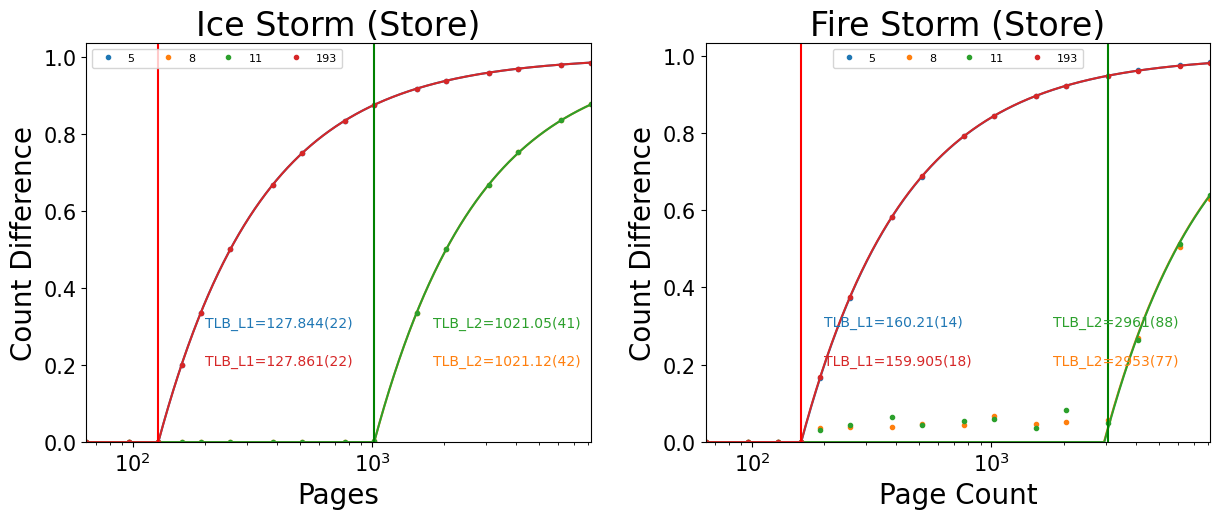 Ice Storm (Store)
5 8 11 193
1.0
0.8
0.6
0.4
0.2
0.0
Count Difference
TLB_L1=127.844(22) TLB_L2=1021.05(41)
TLB_L1=127.861(22) TLB_L2=1021.12(42)
10² 10³
Pages
Fire Storm (Store)
5 8 11 193
1.0
0.8
0.6
0.4
0.2
0.0
Count Difference
TLB_L1=160.21(14) TLB_L2=2961(88)
TLB_L1=159.905(18) TLB_L2=2953(77)
10² 10³
Page Count